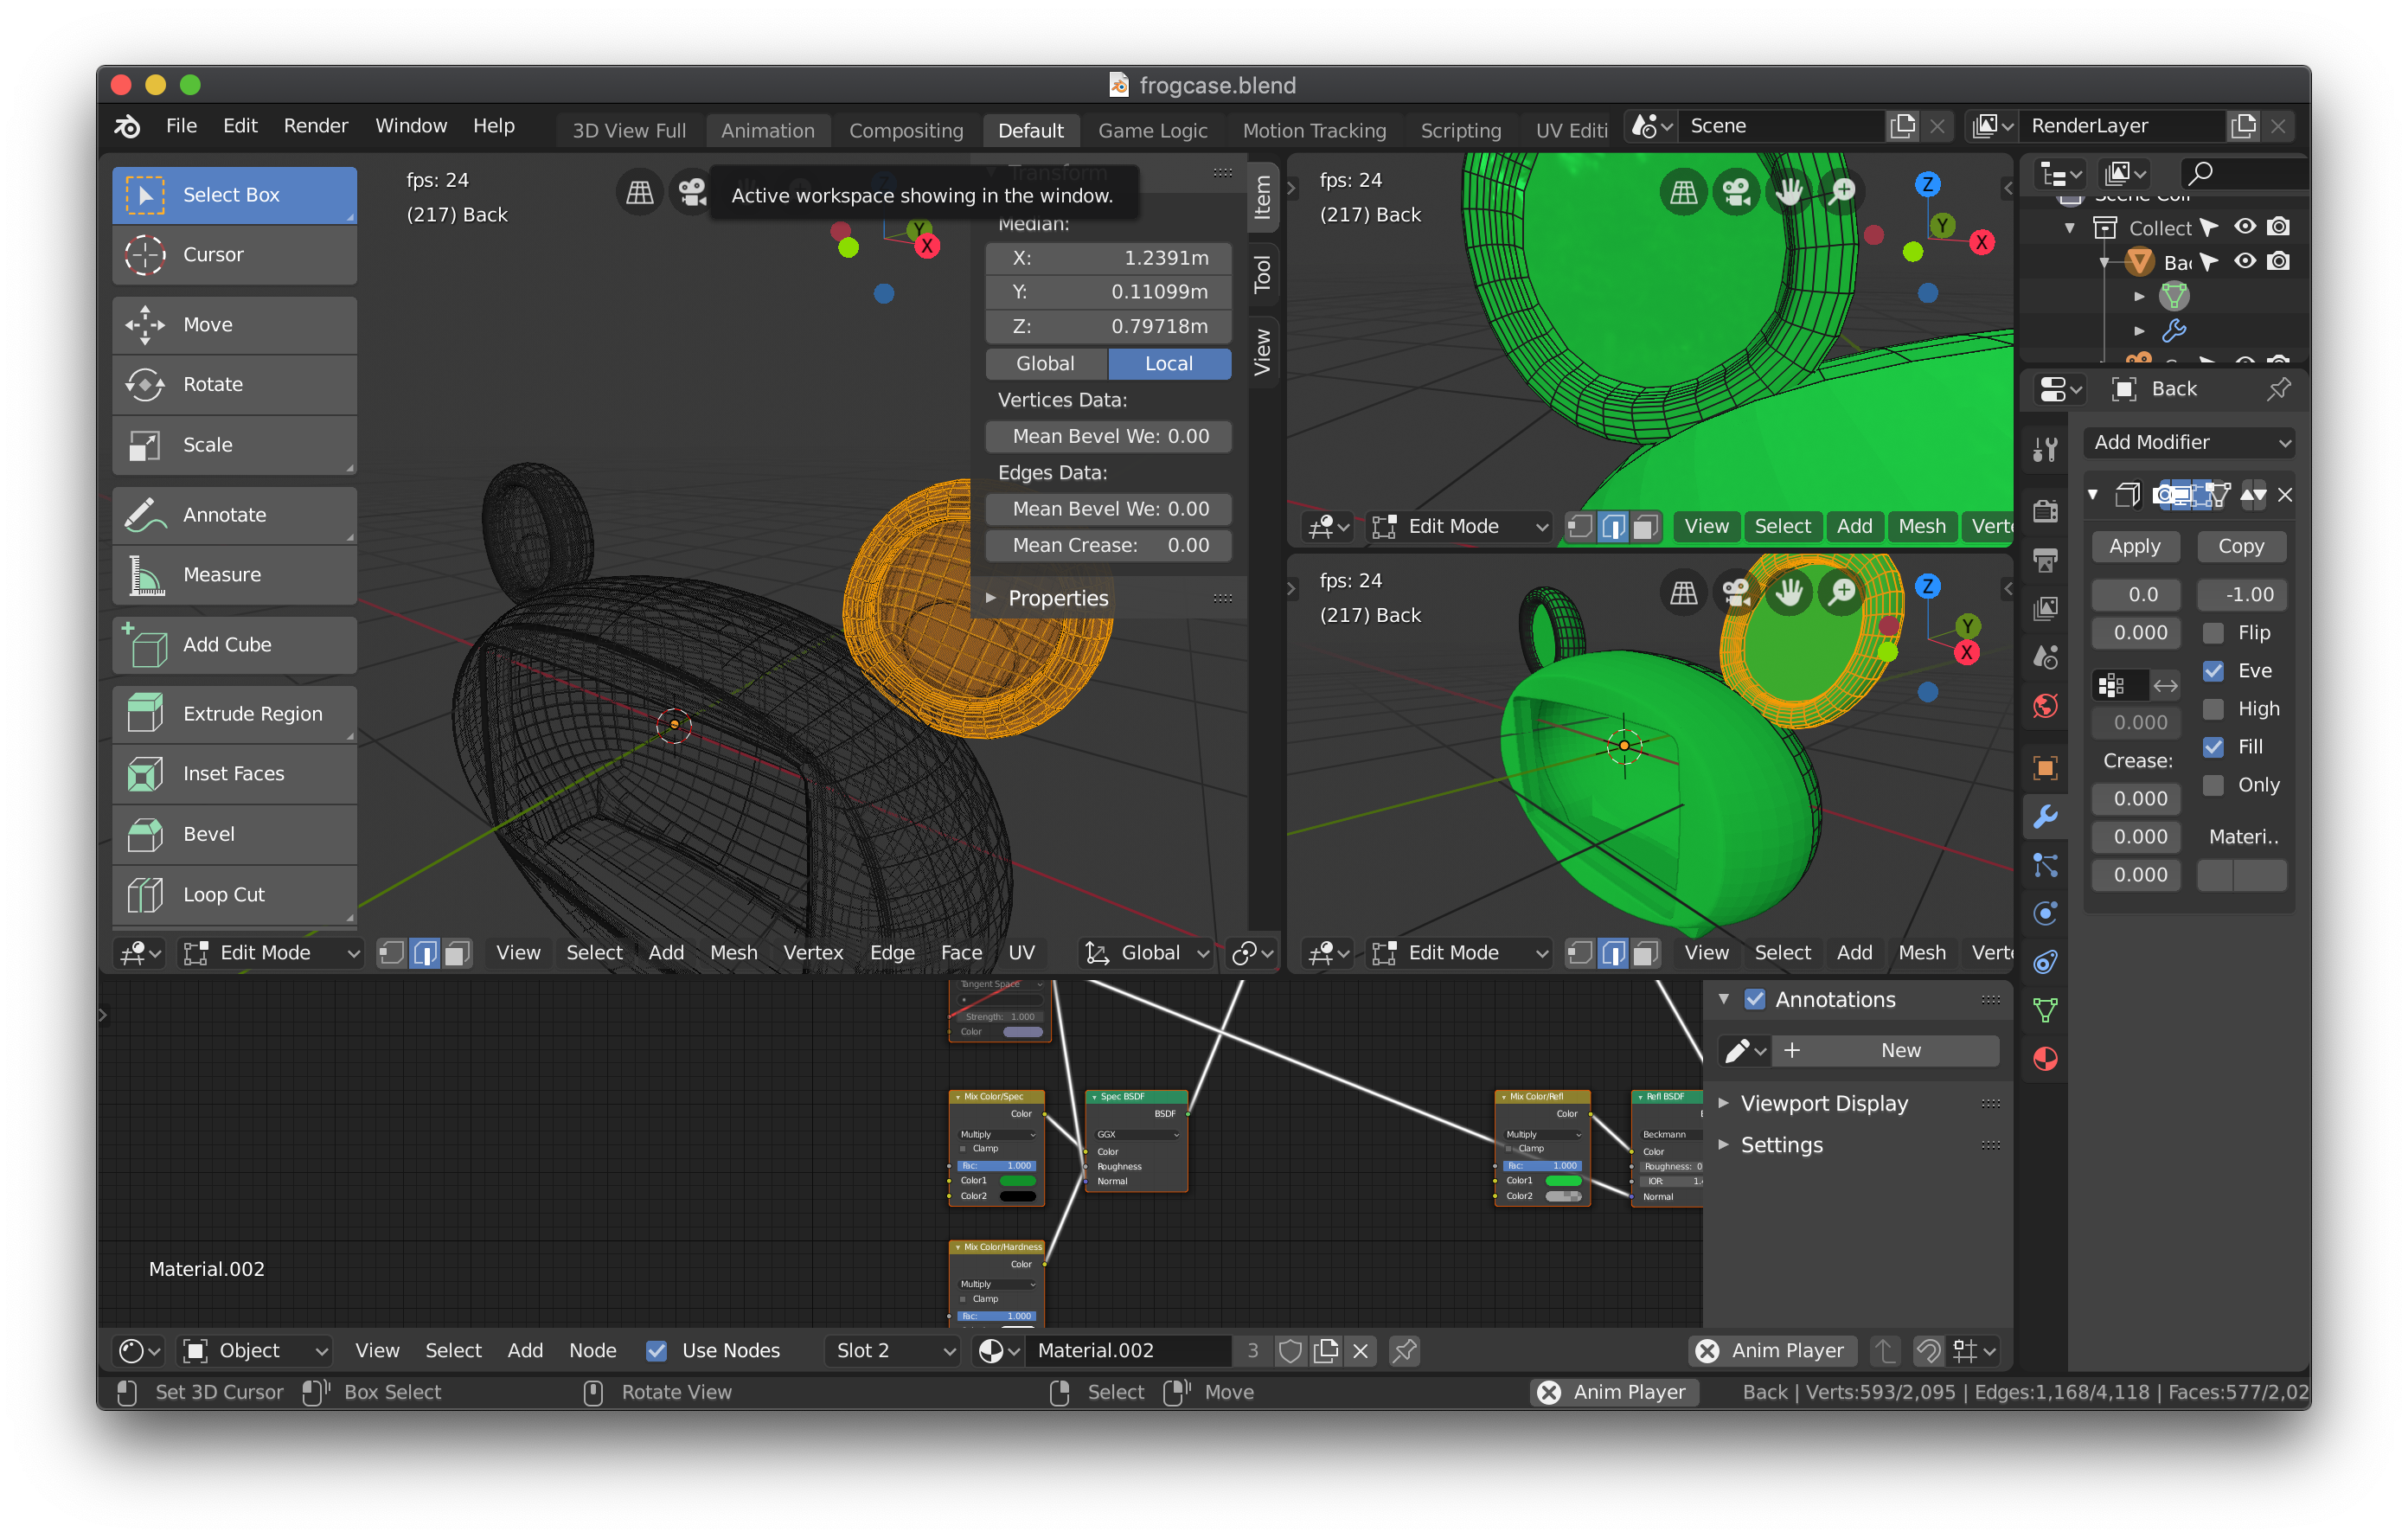 frogcase.blend
File Edit Render Window Help
3D View Full Animation Compositing Default Game Logic Motion Tracking Scripting UV Editi
Scene
RenderLayer
Select Box
Cursor
Move
Rotate
Scale
Annotate
Measure
Add Cube
Extrude Region
Inset Faces
Bevel
Loop Cut
fps: 24
(217) Back
Transform
Active workspace showing in the window.
Median:
X: 1.2391m
Y: 0.11099m
Z: 0.79718m
Global Local
Vertices Data:
Mean Bevel We: 0.00
Edges Data:
Mean Bevel We: 0.00
Mean Crease: 0.00
Properties
Item
Tool
View
Z
Y
X
Edit Mode View Select Add Mesh Vertex Edge Face UV Global
fps: 24
(217) Back
Z
Y
X
Edit Mode View Select Add Mesh Verte
fps: 24
(217) Back
Z
Y
X
Edit Mode View Select Add Mesh Verte
Collect
Bac
Back
Add Modifier
Apply Copy
0.0 -1.00
0.000 Flip
Eve
0.000 High
Fill
Crease:
Only
0.000
0.000 Materi..
0.000
Tangent Space
Strength: 1.000
Color
Mix Color/Spec
Color
Multiply
Clamp
Fac: 1.000
Color1
Color2
Spec BSDF
BSDF
GGX
Color
Roughness
Normal
Mix Color/Hardness
Color
Multiply
Clamp
Fac: 1.000
Mix Color/Refl
Color
Multiply
Clamp
Fac: 1.000
Color1
Color2
Refl BSDF
Beckmann
Color
Roughness: 0
IOR: 1.
Normal
Annotations
New
Viewport Display
Settings
Material.002
Object View Select Add Node Use Nodes Slot 2 Material.002 3 Anim Player
Set 3D Cursor Box Select Rotate View Select Move Anim Player Back | Verts:593/2,095 | Edges:1,168/4,118 | Faces:577/2,02